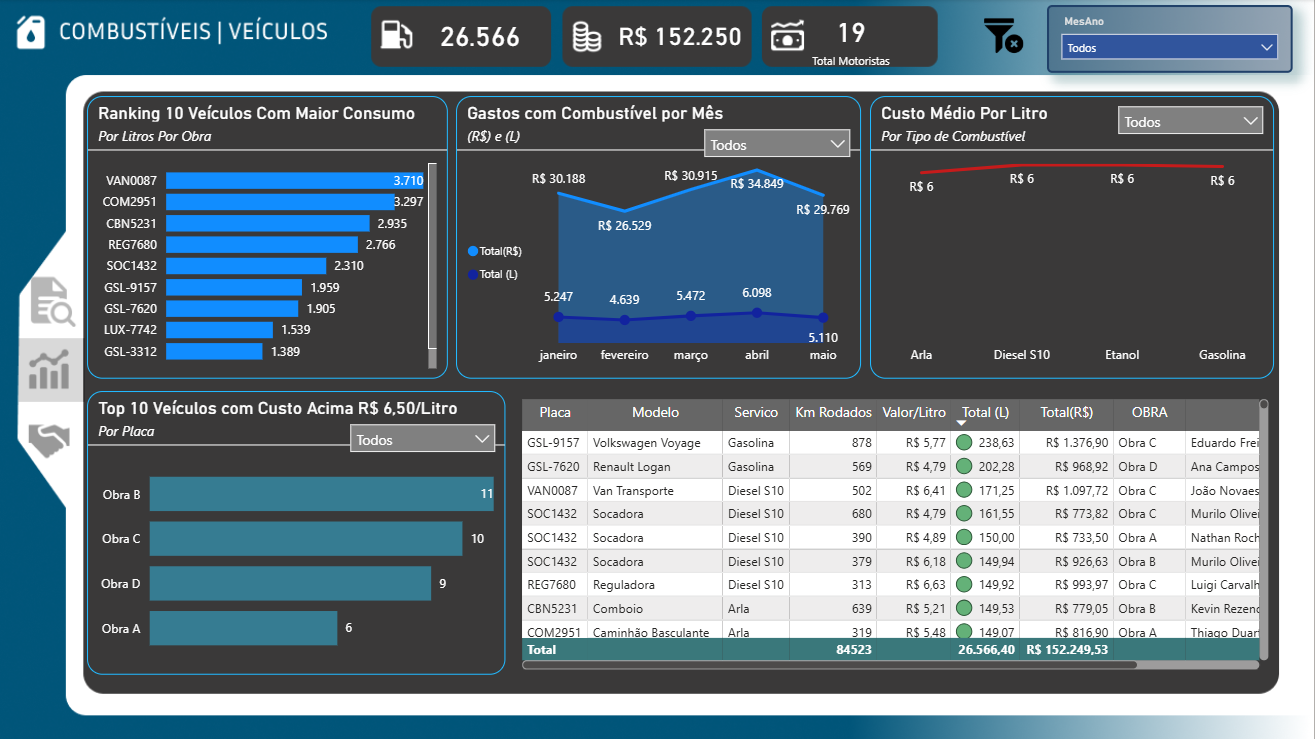 COMBUSTÍVEIS | VEÍCULOS
26.566
R$ 152.250
19
Total Motoristas
MesAno
Todos
Ranking 10 Veículos Com Maior Consumo
Por Litros Por Obra
VAN0087 3.710
COM2951 3.297
CBN5231 2.935
REG7680 2.766
SOC1432 2.310
GSL-9157 1.959
GSL-7620 1.905
LUX-7742 1.539
GSL-3312 1.389
Gastos com Combustível por Mês
(R$) e (L)
Todos
R$ 30.188
R$ 26.529
R$ 30.915
R$ 34.849
R$ 29.769
Total(R$)
Total (L)
5.247
4.639
5.472
6.098
5.110
janeiro fevereiro março abril maio
Custo Médio Por Litro
Por Tipo de Combustível
Todos
R$ 6 R$ 6 R$ 6 R$ 6
Arla Diesel S10 Etanol Gasolina
Top 10 Veículos com Custo Acima R$ 6,50/Litro
Por Placa
Todos
Obra B 11
Obra C 10
Obra D 9
Obra A 6
Placa Modelo Servico Km Rodados Valor/Litro Total (L) Total(R$) OBRA
GSL-9157 Volkswagen Voyage Gasolina 878 R$ 5,77 238,63 R$ 1.376,90 Obra C Eduardo Frei
GSL-7620 Renault Logan Gasolina 569 R$ 4,79 202,28 R$ 968,92 Obra D Ana Campos
VAN0087 Van Transporte Diesel S10 502 R$ 6,41 171,25 R$ 1.097,72 Obra C João Novaes
SOC1432 Socadora Diesel S10 680 R$ 4,79 161,55 R$ 773,82 Obra C Murilo Olivei
SOC1432 Socadora Diesel S10 390 R$ 4,89 150,00 R$ 733,50 Obra A Nathan Roch
SOC1432 Socadora Diesel S10 379 R$ 6,18 149,94 R$ 926,63 Obra B Murilo Olivei
REG7680 Reguladora Diesel S10 313 R$ 6,63 149,92 R$ 993,97 Obra C Luigi Carvalh
CBN5231 Comboio Arla 639 R$ 5,21 149,53 R$ 779,05 Obra B Kevin Rezend
COM2951 Caminhão Basculante Arla 319 R$ 5,48 149,07 R$ 816,90 Obra A Thiago Duart
Total 84523 26.566,40 R$ 152.249,53